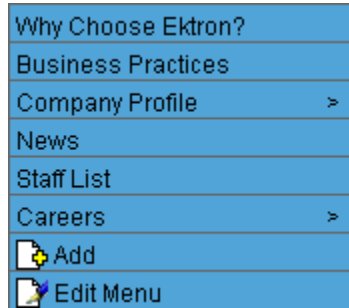 Why Choose Ektron?
Business Practices
Company Profile >
News
Staff List
Careers >
Add
Edit Menu